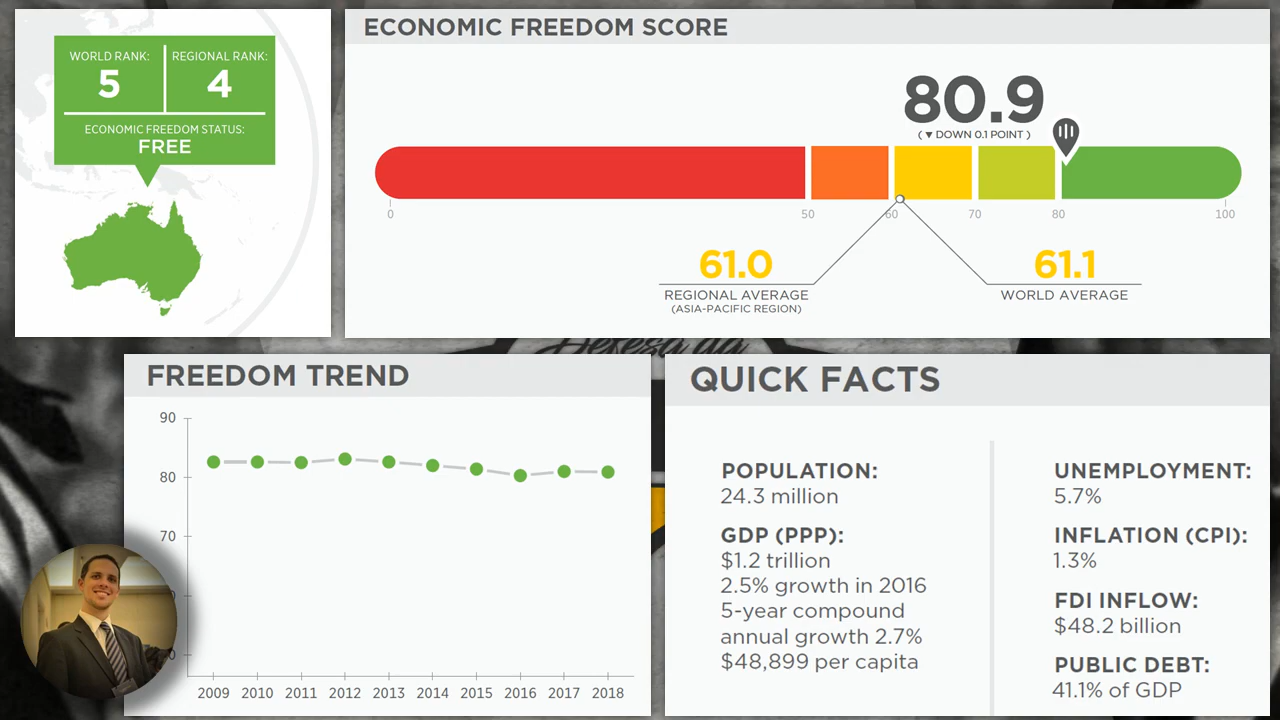 WORLD RANK:
5
REGIONAL RANK:
4
ECONOMIC FREEDOM STATUS:
FREE
ECONOMIC FREEDOM SCORE
80.9
( ▼ DOWN 0.1 POINT )
0 50 60 70 80 100
61.0
REGIONAL AVERAGE
(ASIA-PACIFIC REGION)
61.1
WORLD AVERAGE
Defesa da
FREEDOM TREND
90
80
70
0
2009 2010 2011 2012 2013 2014 2015 2016 2017 2018
QUICK FACTS
POPULATION:
24.3 million
GDP (PPP):
$1.2 trillion
2.5% growth in 2016
5-year compound
annual growth 2.7%
$48,899 per capita
UNEMPLOYMENT:
5.7%
INFLATION (CPI):
1.3%
FDI INFLOW:
$48.2 billion
PUBLIC DEBT:
41.1% of GDP